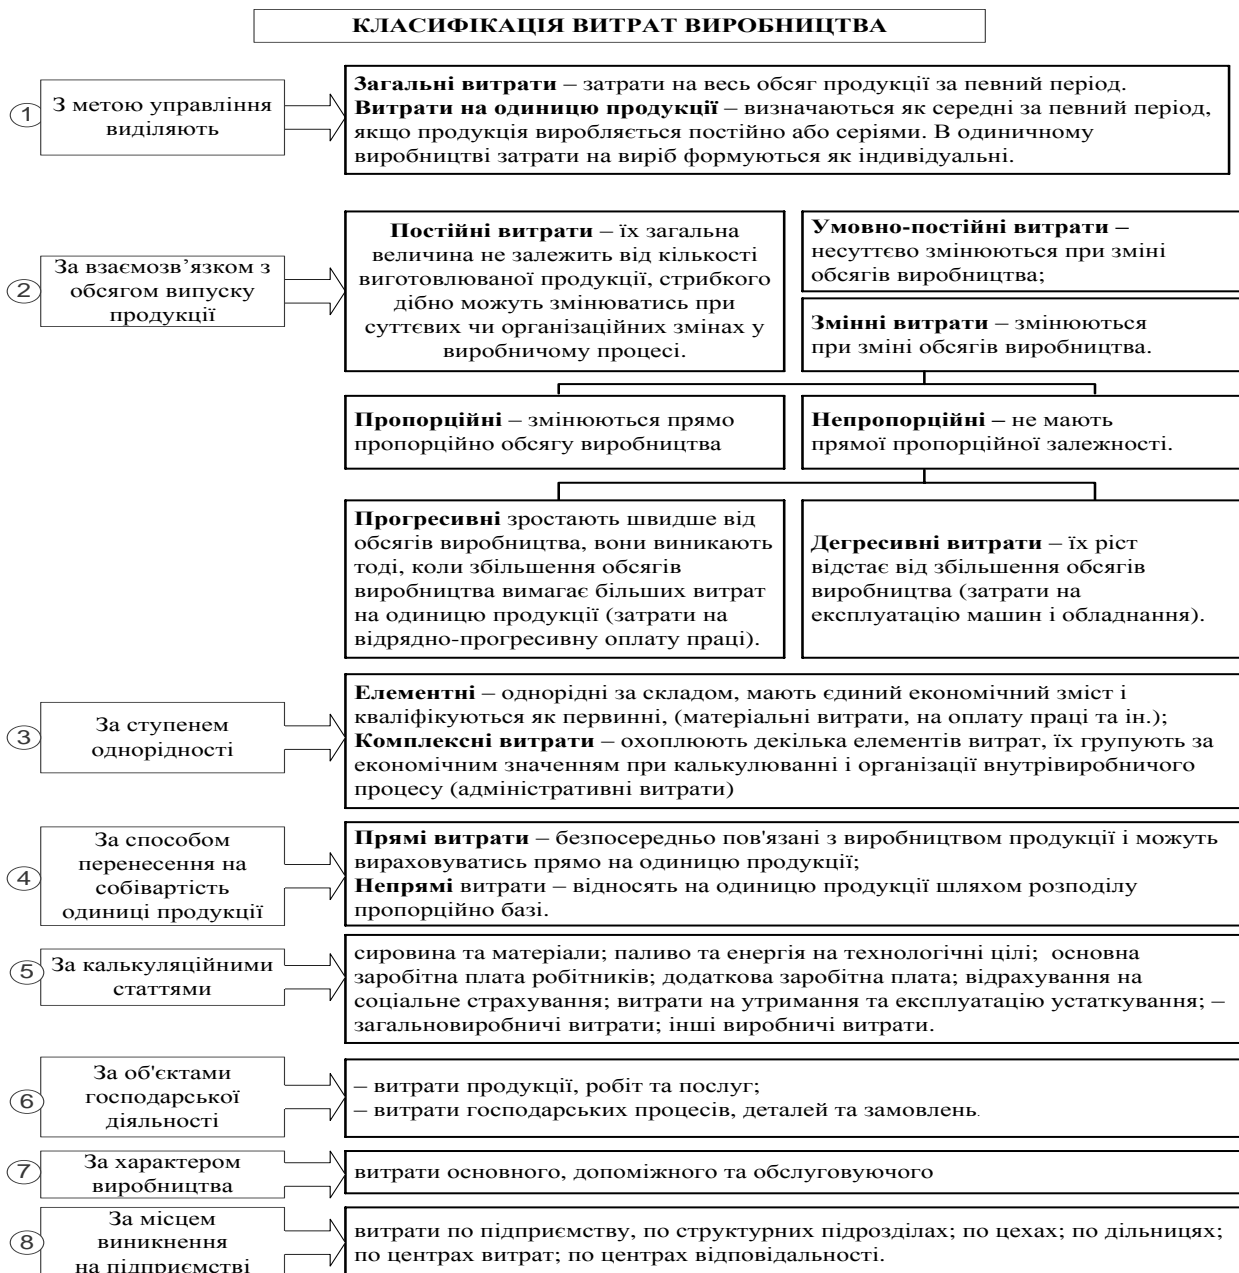 КЛАСИФІКАЦІЯ ВИТРАТ ВИРОБНИЦТВА
1
З метою управління
виділяють
Загальні витрати – затрати на весь обсяг продукції за певний період.
Витрати на одиницю продукції – визначаються як середні за певний період,
якщо продукція виробляється постійно або серіями. В одиничному
виробництві затрати на виріб формуються як індивідуальні.
2
За взаємозв’язком з
обсягом випуску
продукції
Постійні витрати – їх загальна
величина не залежить від кількості
виготовлюваної продукції, стрибкого
дібно можуть змінюватись при
суттєвих чи організаційних змінах у
виробничому процесі.
Умовно-постійні витрати –
несуттєво змінюються при зміні
обсягів виробництва;
Змінні витрати – змінюються
при зміні обсягів виробництва.
Пропорційні – змінюються прямо
пропорційно обсягу виробництва
Непропорційні – не мають
прямої пропорційної залежності.
Прогресивні зростають швидше від
обсягів виробництва, вони виникають
тоді, коли збільшення обсягів
виробництва вимагає більших витрат
на одиницю продукції (затрати на
відрядно-прогресивну оплату праці).
Дегресивні витрати – їх ріст
відстає від збільшення обсягів
виробництва (затрати на
експлуатацію машин і обладнання).
3
За ступенем
однорідності
Елементні – однорідні за складом, мають єдиний економічний зміст і
кваліфікуються як первинні, (матеріальні витрати, на оплату праці та ін.);
Комплексні витрати – охоплюють декілька елементів витрат, їх групують за
економічним значенням при калькулюванні і організації внутрівиробничого
процесу (адміністративні витрати)
4
За способом
перенесення на
собівартість
одиниці продукції
Прямі витрати – безпосередньо пов'язані з виробництвом продукції і можуть
вираховуватись прямо на одиницю продукції;
Непрямі витрати – відносять на одиницю продукції шляхом розподілу
пропорційно базі.
5
За калькуляційними
статтями
сировина та матеріали; паливо та енергія на технологічні цілі; основна
заробітна плата робітників; додаткова заробітна плата; відрахування на
соціальне страхування; витрати на утримання та експлуатацію устаткування; –
загальновиробничі витрати; інші виробничі витрати.
6
За об'єктами
господарської
діяльності
– витрати продукції, робіт та послуг;
– витрати господарських процесів, деталей та замовлень.
7
За характером
виробництва
витрати основного, допоміжного та обслуговуючого
8
За місцем
виникнення
на підприємстві
витрати по підприємству, по структурних підрозділах; по цехах; по дільницях;
по центрах витрат; по центрах відповідальності.